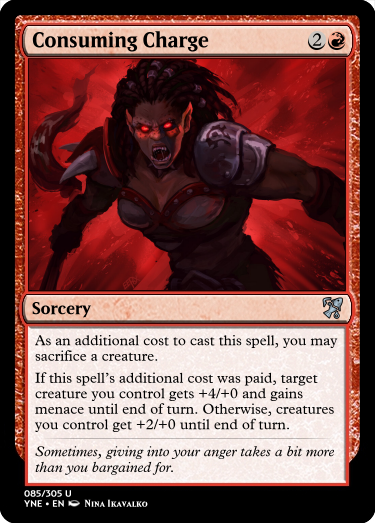 Consuming Charge 2
Sorcery
As an additional cost to cast this spell, you may
sacrifice a creature.
If this spell's additional cost was paid, target
creature you control gets +4/+0 and gains
menace until end of turn. Otherwise, creatures
you control get +2/+0 until end of turn.
Sometimes, giving into your anger takes a bit more
than you bargained for.
085/305 U
YNE • EN Nina Ikavalko